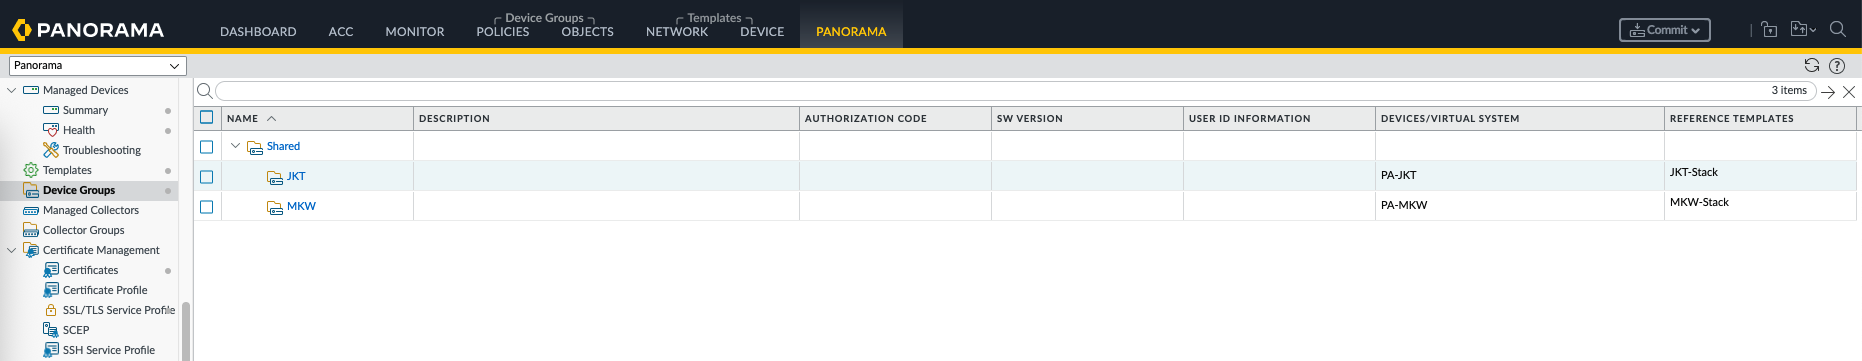 Device Groups Templates
PANORAMA DASHBOARD ACC MONITOR POLICIES OBJECTS NETWORK DEVICE PANORAMA Commit
Panorama
Managed Devices
Summary
Health
Troubleshooting
Templates
Device Groups
Managed Collectors
Collector Groups
Certificate Management
Certificates
Certificate Profile
SSL/TLS Service Profile
SCEP
SSH Service Profile
3 items
NAME DESCRIPTION AUTHORIZATION CODE SW VERSION USER ID INFORMATION DEVICES/VIRTUAL SYSTEM REFERENCE TEMPLATES
Shared
JKT PA-JKT JKT-Stack
MKW PA-MKW MKW-Stack